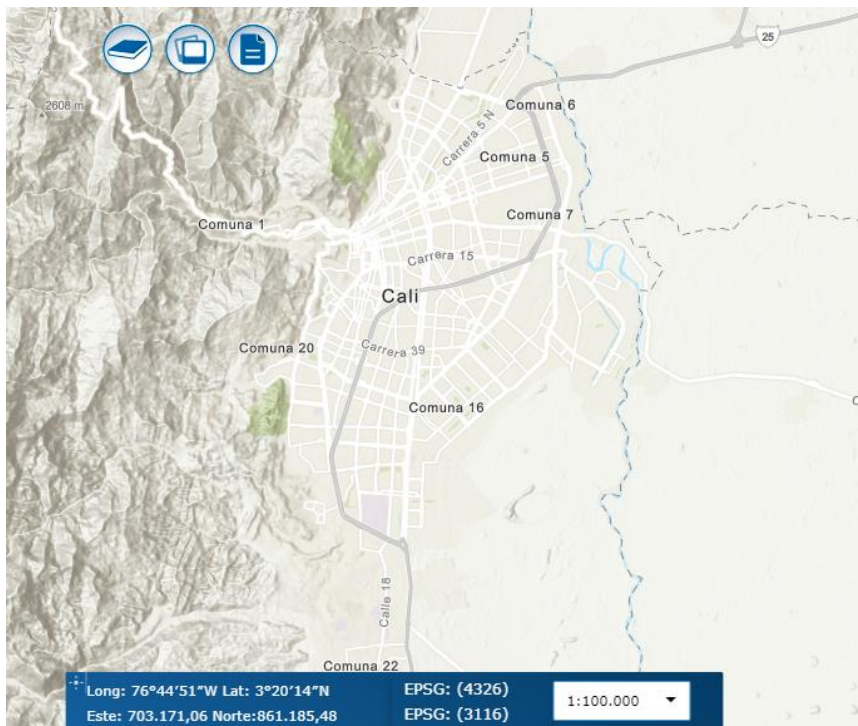 25
2608 m
Comuna 6
Carrera 5 N
Comuna 5
Comuna 1
Comuna 7
Carrera 15
Cali
Comuna 20
Carrera 39
Comuna 16
Calle 18
Comuna 22
Long: 76°44’51”W Lat: 3°20’14”N
EPSG: (4326)
1:100.000
Este: 703.171,06 Norte:861.185,48
EPSG: (3116)